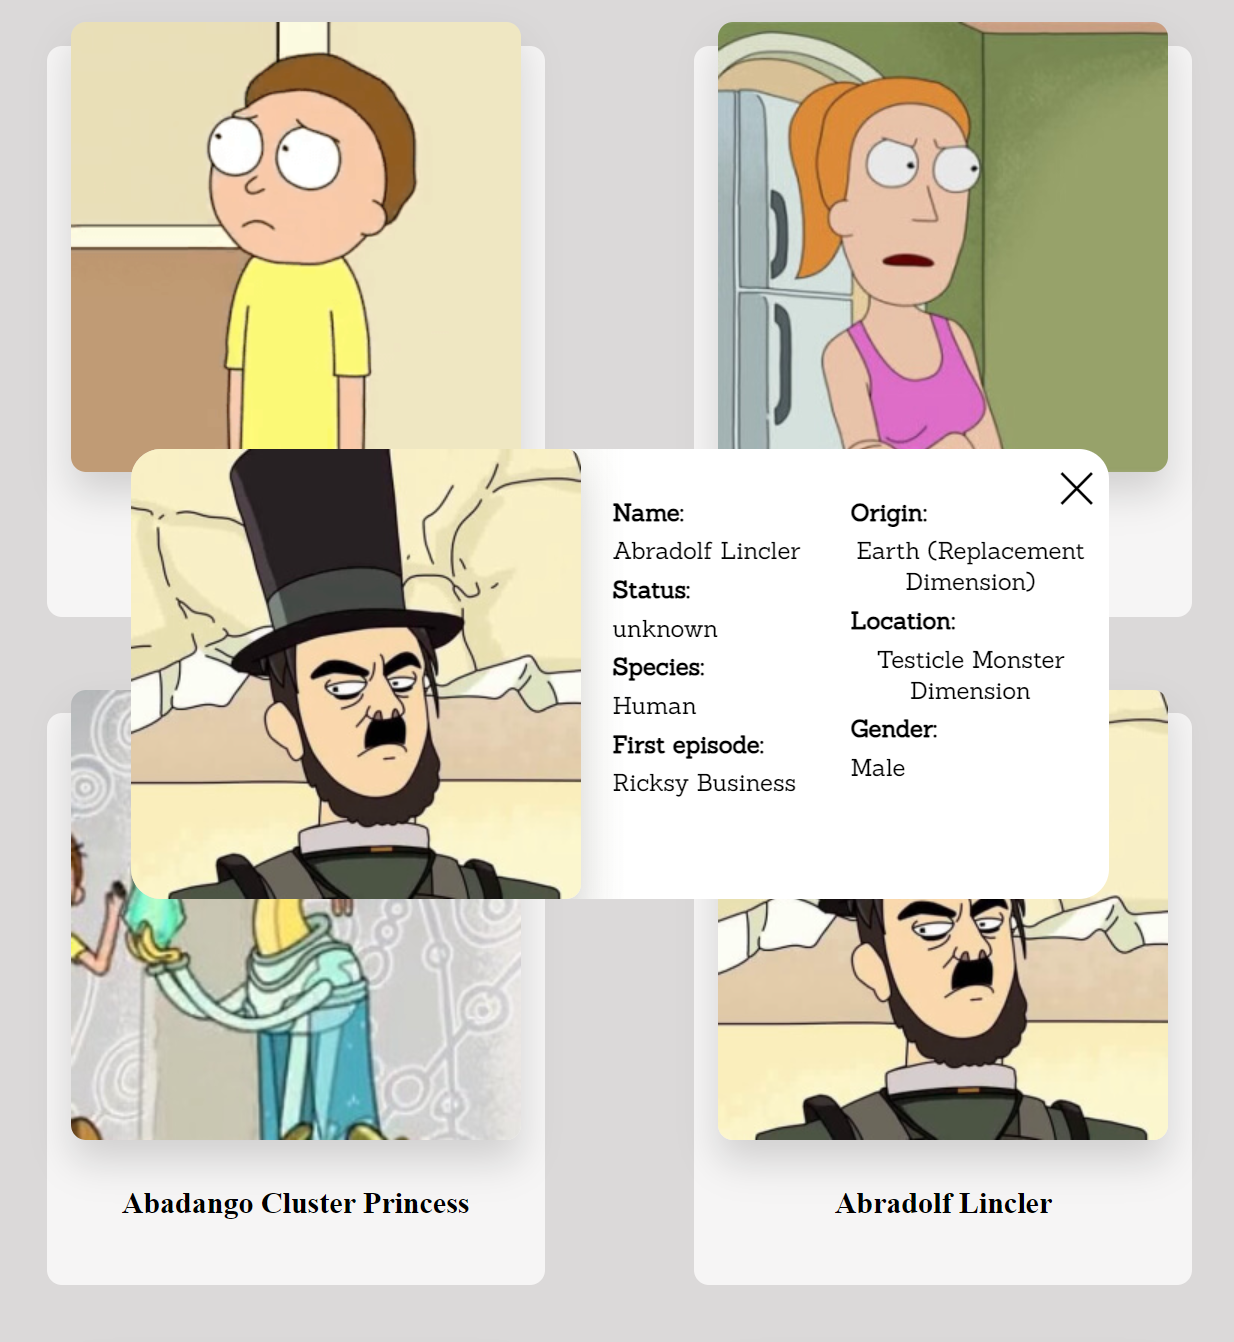 Name:
Abradolf Lincler
Status:
unknown
Species:
Human
First episode:
Ricksy Business
Origin:
Earth (Replacement
Dimension)
Location:
Testicle Monster
Dimension
Gender:
Male
Abadango Cluster Princess
Abradolf Lincler